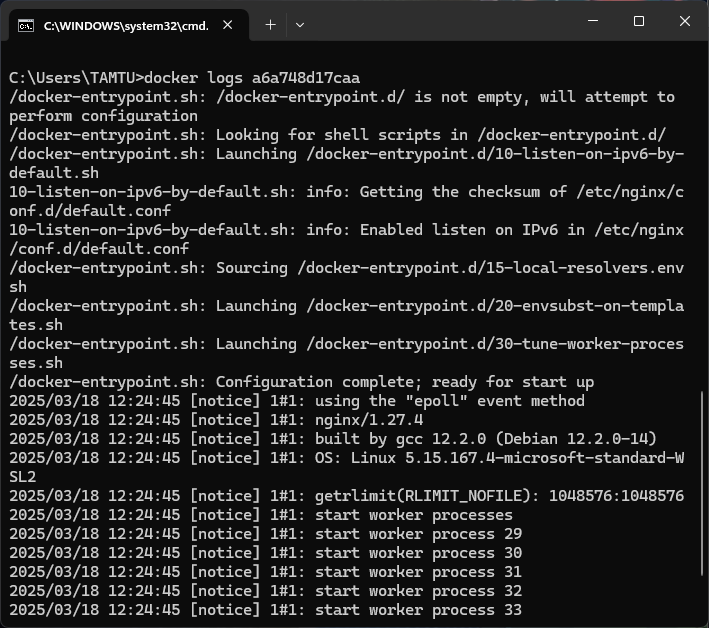 C:\WINDOWS\system32\cmd.
C:\Users\TAMTU>docker logs a6a748d17caa
/docker-entrypoint.sh: /docker-entrypoint.d/ is not empty, will attempt to
perform configuration
/docker-entrypoint.sh: Looking for shell scripts in /docker-entrypoint.d/
/docker-entrypoint.sh: Launching /docker-entrypoint.d/10-listen-on-ipv6-by-
default.sh
10-listen-on-ipv6-by-default.sh: info: Getting the checksum of /etc/nginx/c
onf.d/default.conf
10-listen-on-ipv6-by-default.sh: info: Enabled listen on IPv6 in /etc/nginx
/conf.d/default.conf
/docker-entrypoint.sh: Sourcing /docker-entrypoint.d/15-local-resolvers.env
sh
/docker-entrypoint.sh: Launching /docker-entrypoint.d/20-envsubst-on-templa
tes.sh
/docker-entrypoint.sh: Launching /docker-entrypoint.d/30-tune-worker-proces
ses.sh
/docker-entrypoint.sh: Configuration complete; ready for start up
2025/03/18 12:24:45 [notice] 1#1: using the "epoll" event method
2025/03/18 12:24:45 [notice] 1#1: nginx/1.27.4
2025/03/18 12:24:45 [notice] 1#1: built by gcc 12.2.0 (Debian 12.2.0-14)
2025/03/18 12:24:45 [notice] 1#1: OS: Linux 5.15.167.4-microsoft-standard-W
SL2
2025/03/18 12:24:45 [notice] 1#1: getrlimit(RLIMIT_NOFILE): 1048576:1048576
2025/03/18 12:24:45 [notice] 1#1: start worker processes
2025/03/18 12:24:45 [notice] 1#1: start worker process 29
2025/03/18 12:24:45 [notice] 1#1: start worker process 30
2025/03/18 12:24:45 [notice] 1#1: start worker process 31
2025/03/18 12:24:45 [notice] 1#1: start worker process 32
2025/03/18 12:24:45 [notice] 1#1: start worker process 33